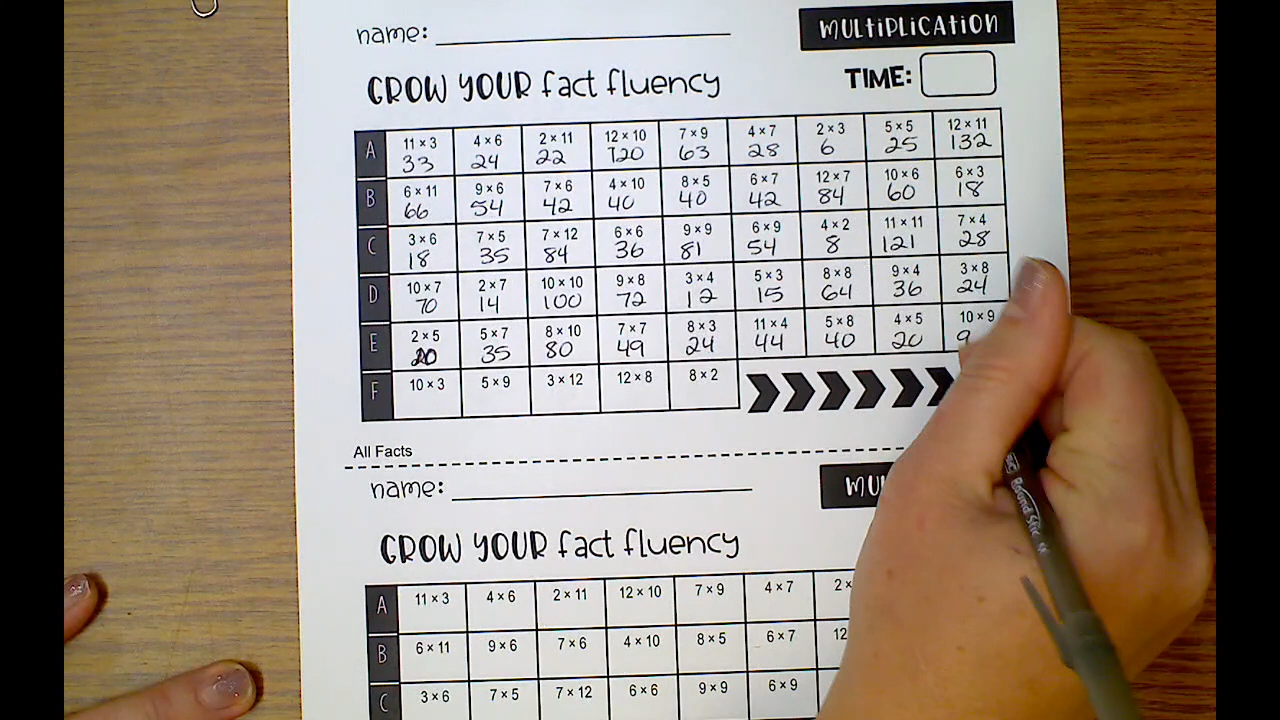 name:
MULTIPLICATION
GROW YOUR fact fluency
TIME:
A 11 × 3 4 × 6 2 × 11 12 × 10 7 × 9 4 × 7 2 × 3 5 × 5 12 × 11
33 24 22 120 63 28 6 25 132
B 6 × 11 9 × 6 7 × 6 4 × 10 8 × 5 6 × 7 12 × 7 10 × 6 6 × 3
66 54 42 40 40 42 84 60 18
C 3 × 6 7 × 5 7 × 12 6 × 6 9 × 9 6 × 9 4 × 2 11 × 11 7 × 4
18 35 84 36 81 54 8 121 28
D 10 × 7 2 × 7 10 × 10 9 × 8 3 × 4 5 × 3 8 × 8 9 × 4 3 × 8
70 14 100 72 12 15 64 36 24
E 2 × 5 5 × 7 8 × 10 7 × 7 8 × 3 11 × 4 5 × 8 4 × 5 10 × 9
35 80 49 24 44 40 20 9
F 10 × 3 5 × 9 3 × 12 12 × 8 8 × 2
All Facts
name:
MU
GROW YOUR fact fluency
A 11 × 3 4 × 6 2 × 11 12 × 10 7 × 9 4 × 7 2 ×
B 6 × 11 9 × 6 7 × 6 4 × 10 8 × 5 6 × 7 12
C 3 × 6 7 × 5 7 × 12 6 × 6 9 × 9 6 × 9
BIC Round Stic